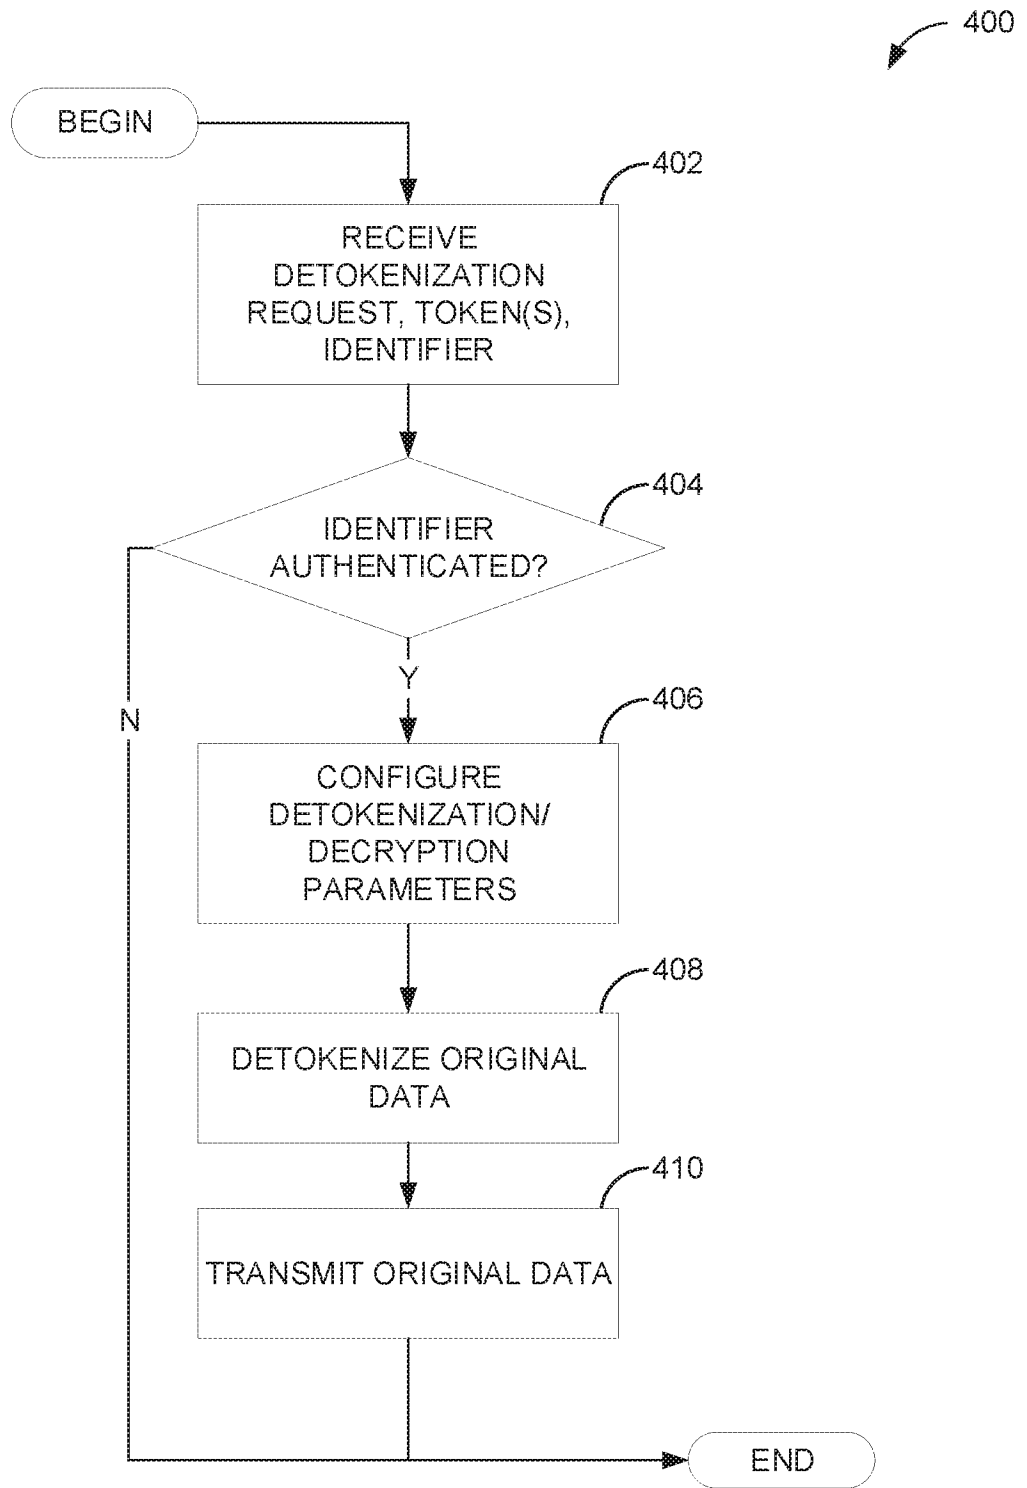 400
BEGIN
402
RECEIVE
DETOKENIZATION
REQUEST, TOKEN(S),
IDENTIFIER
404
IDENTIFIER
AUTHENTICATED?
Y
N
406
CONFIGURE
DETOKENIZATION/
DECRYPTION
PARAMETERS
408
DETOKENIZE ORIGINAL
DATA
410
TRANSMIT ORIGINAL DATA
END